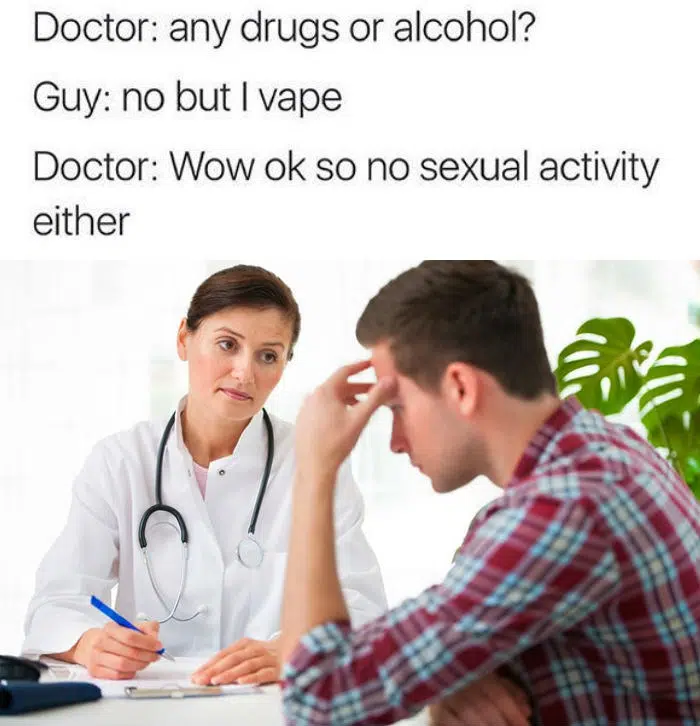 Doctor: any drugs or alcohol?
Guy: no but I vape
Doctor: Wow ok so no sexual activity
either